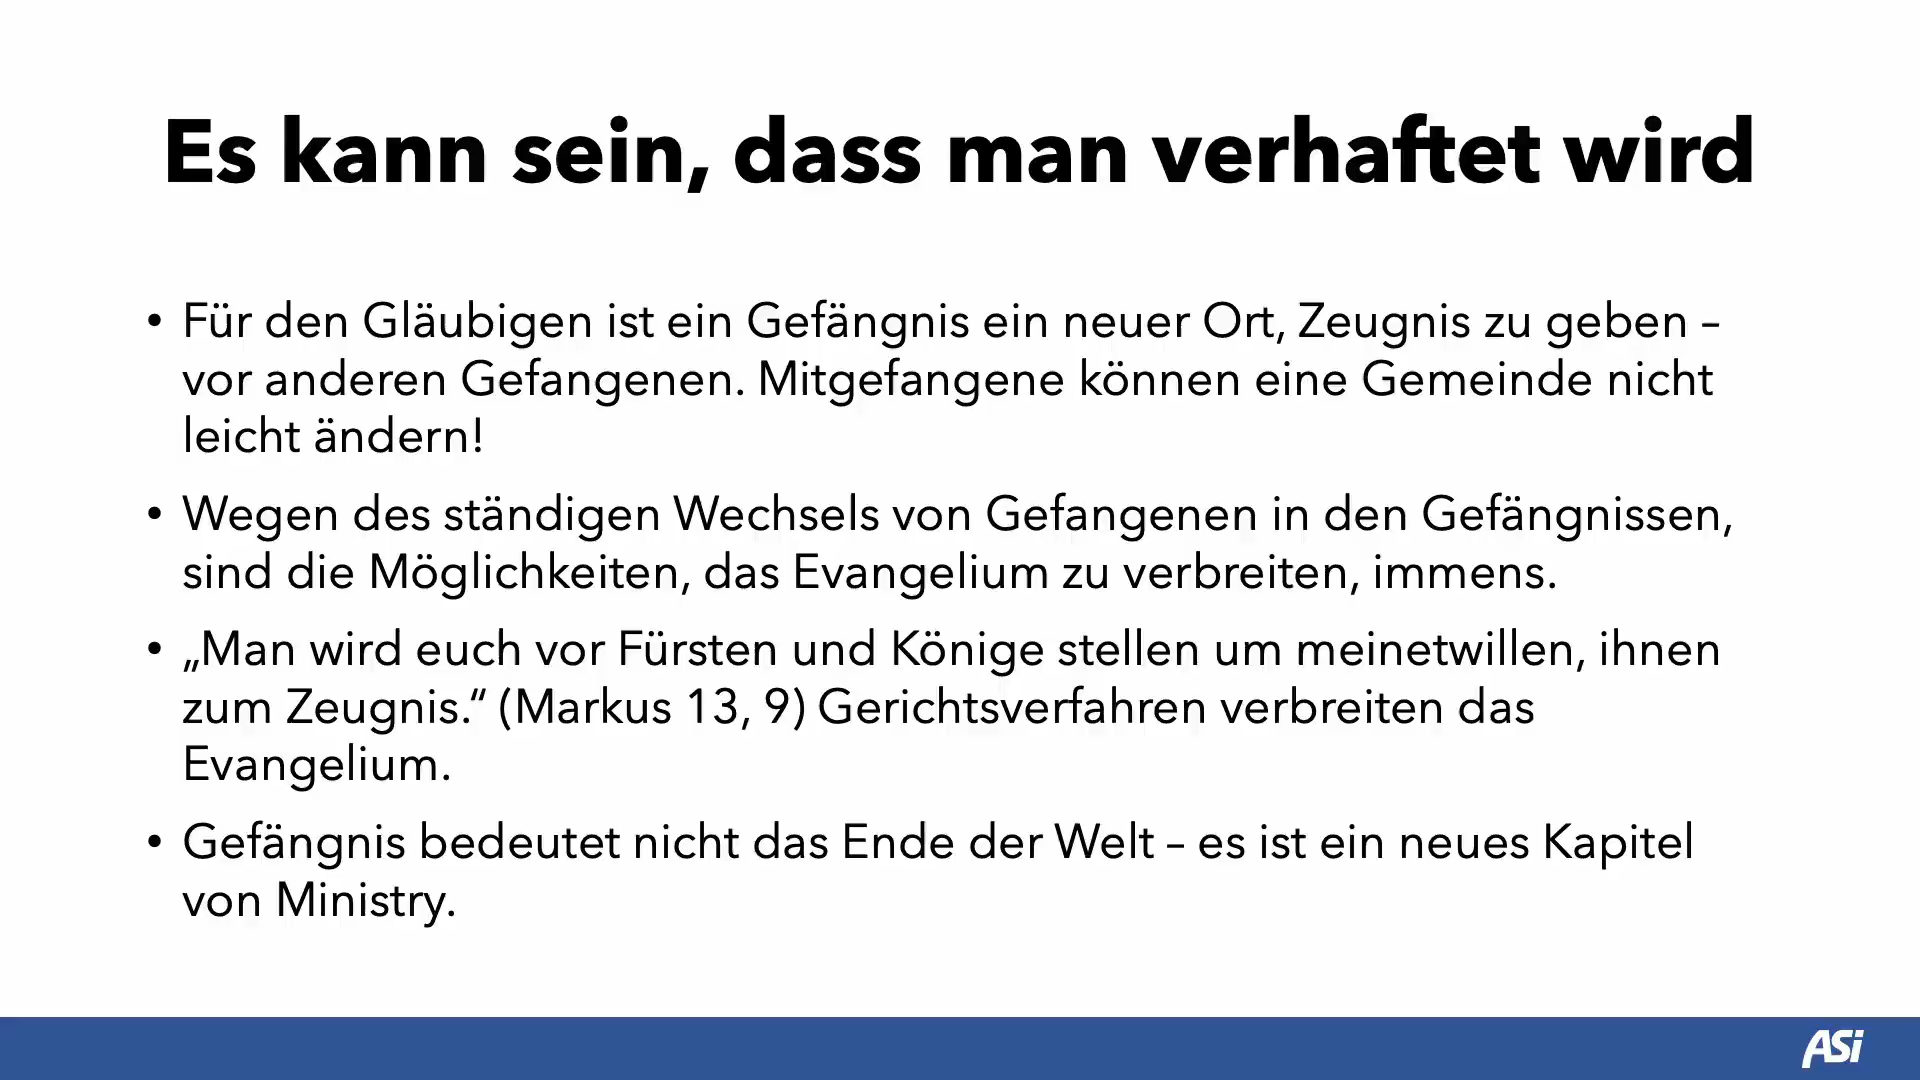 Es kann sein, dass man verhaftet wird
• Für den Gläubigen ist ein Gefängnis ein neuer Ort, Zeugnis zu geben –
vor anderen Gefangenen. Mitgefangene können eine Gemeinde nicht
leicht ändern!
• Wegen des ständigen Wechsels von Gefangenen in den Gefängnissen,
sind die Möglichkeiten, das Evangelium zu verbreiten, immens.
• „Man wird euch vor Fürsten und Könige stellen um meinetwillen, ihnen
zum Zeugnis.“ (Markus 13, 9) Gerichtsverfahren verbreiten das
Evangelium.
• Gefängnis bedeutet nicht das Ende der Welt – es ist ein neues Kapitel
von Ministry.
ASi